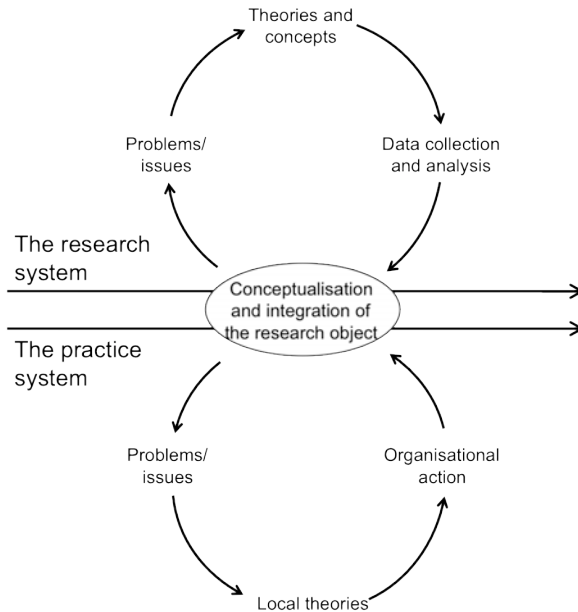 Theories and
concepts
Problems/
issues
Data collection
and analysis
The research
system
Conceptualisation
and integration of
the research object
The practice
system
Problems/
issues
Organisational
action
Local theories